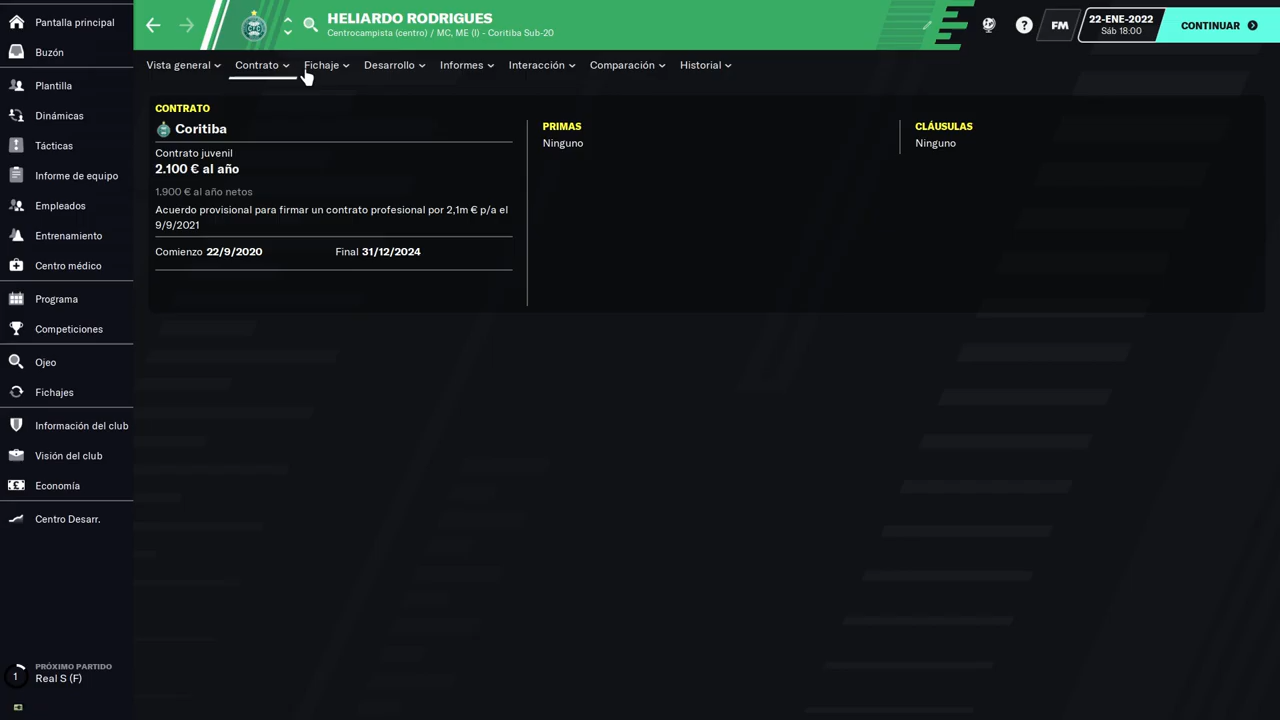 Pantalla principal
Buzón
Plantilla
Dinámicas
Tácticas
Informe de equipo
Empleados
Entrenamiento
Centro médico
Programa
Competiciones
Ojeo
Fichajes
Información del club
Visión del club
Economía
Centro Desarr.
1
PRÓXIMO PARTIDO
Real S (F)
HELIARDO RODRIGUES
Centrocampista (centro) / MC, ME (I) - Coritiba Sub-20
?
FM
22-ENE-2022
Sáb 18:00
CONTINUAR
Vista general
Contrato
Fichaje
Desarrollo
Informes
Interacción
Comparación
Historial
CONTRATO
Coritiba
Contrato juvenil
2.100 € al año
1.900 € al año netos
Acuerdo provisional para firmar un contrato profesional por 2,1m € p/a el
9/9/2021
Comienzo 22/9/2020
Final 31/12/2024
PRIMAS
Ninguno
CLÁUSULAS
Ninguno